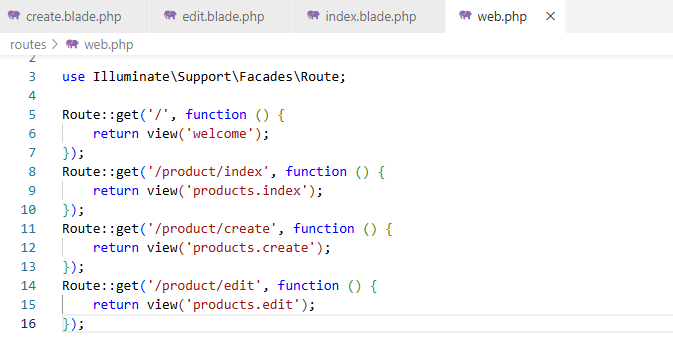 create.blade.php edit.blade.php index.blade.php web.php ×
routes > web.php
2
3 use Illuminate\Support\Facades\Route;
4
5 Route::get('/', function () {
6     return view('welcome');
7 });
8 Route::get('/product/index', function () {
9     return view('products.index');
10 });
11 Route::get('/product/create', function () {
12     return view('products.create');
13 });
14 Route::get('/product/edit', function () {
15     return view('products.edit');
16 });